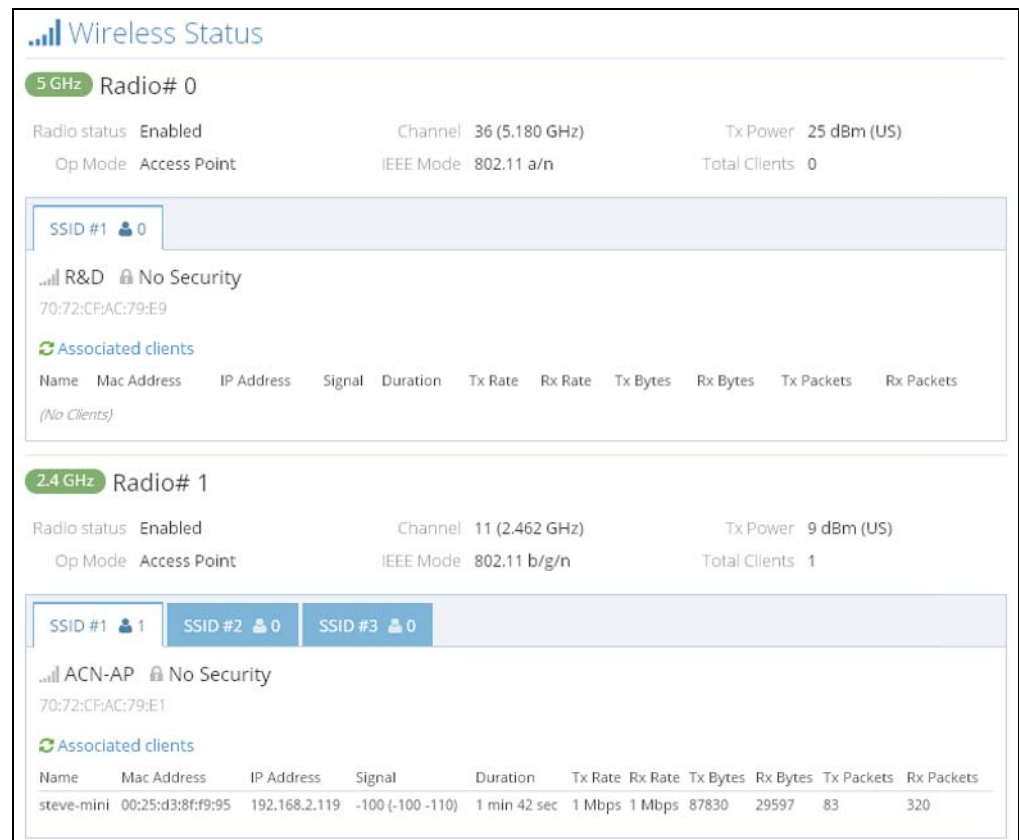 Wireless Status
5 GHz Radio# 0
Radio status Enabled Channel 36 (5.180 GHz) Tx Power 25 dBm (US)
Op Mode Access Point IEEE Mode 802.11 a/n Total Clients 0
SSID #1 0
R&D No Security
70:72:CF:AC:79:E9
Associated clients
Name Mac Address IP Address Signal Duration Tx Rate Rx Rate Tx Bytes Rx Bytes Tx Packets Rx Packets
(No Clients)
2.4 GHz Radio# 1
Radio status Enabled Channel 11 (2.462 GHz) Tx Power 9 dBm (US)
Op Mode Access Point IEEE Mode 802.11 b/g/n Total Clients 1
SSID #1 1 SSID #2 0 SSID #3 0
ACN-AP No Security
70:72:CF:AC:79:E1
Associated clients
Name Mac Address IP Address Signal Duration Tx Rate Rx Rate Tx Bytes Rx Bytes Tx Packets Rx Packets
steve-mini 00:25:d3:8f:f9:95 192.168.2.119 -100 (-100 -110) 1 min 42 sec 1 Mbps 1 Mbps 87830 29597 83 320